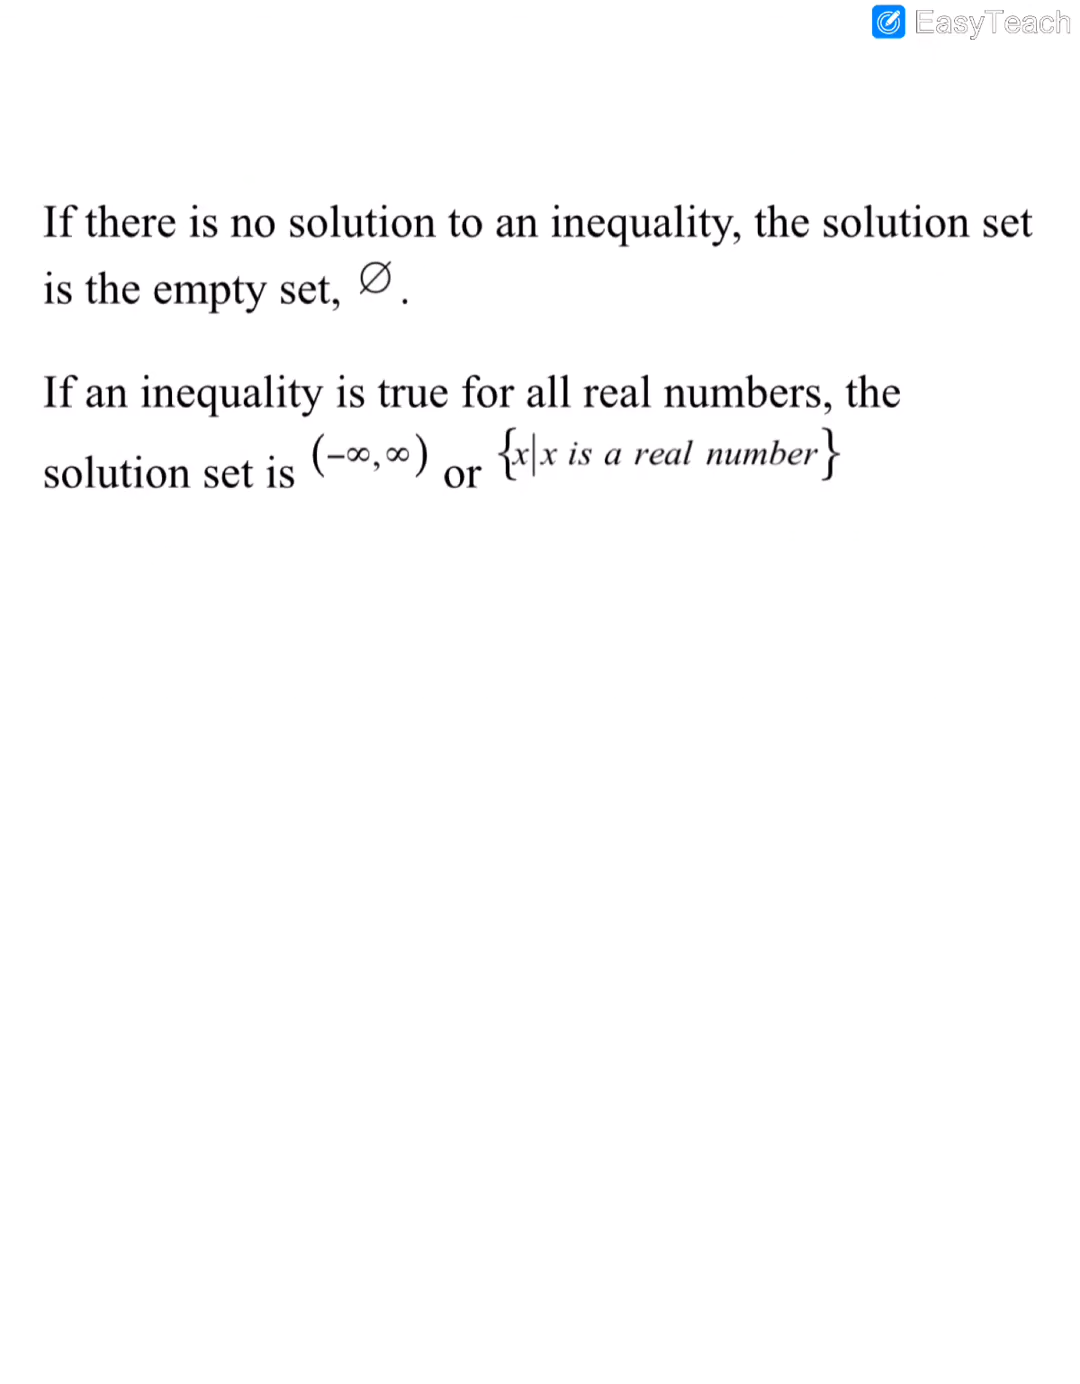 EasyTeach
If there is no solution to an inequality, the solution set
is the empty set, ∅.
If an inequality is true for all real numbers, the
solution set is (−∞,∞) or {x|x is a real number}